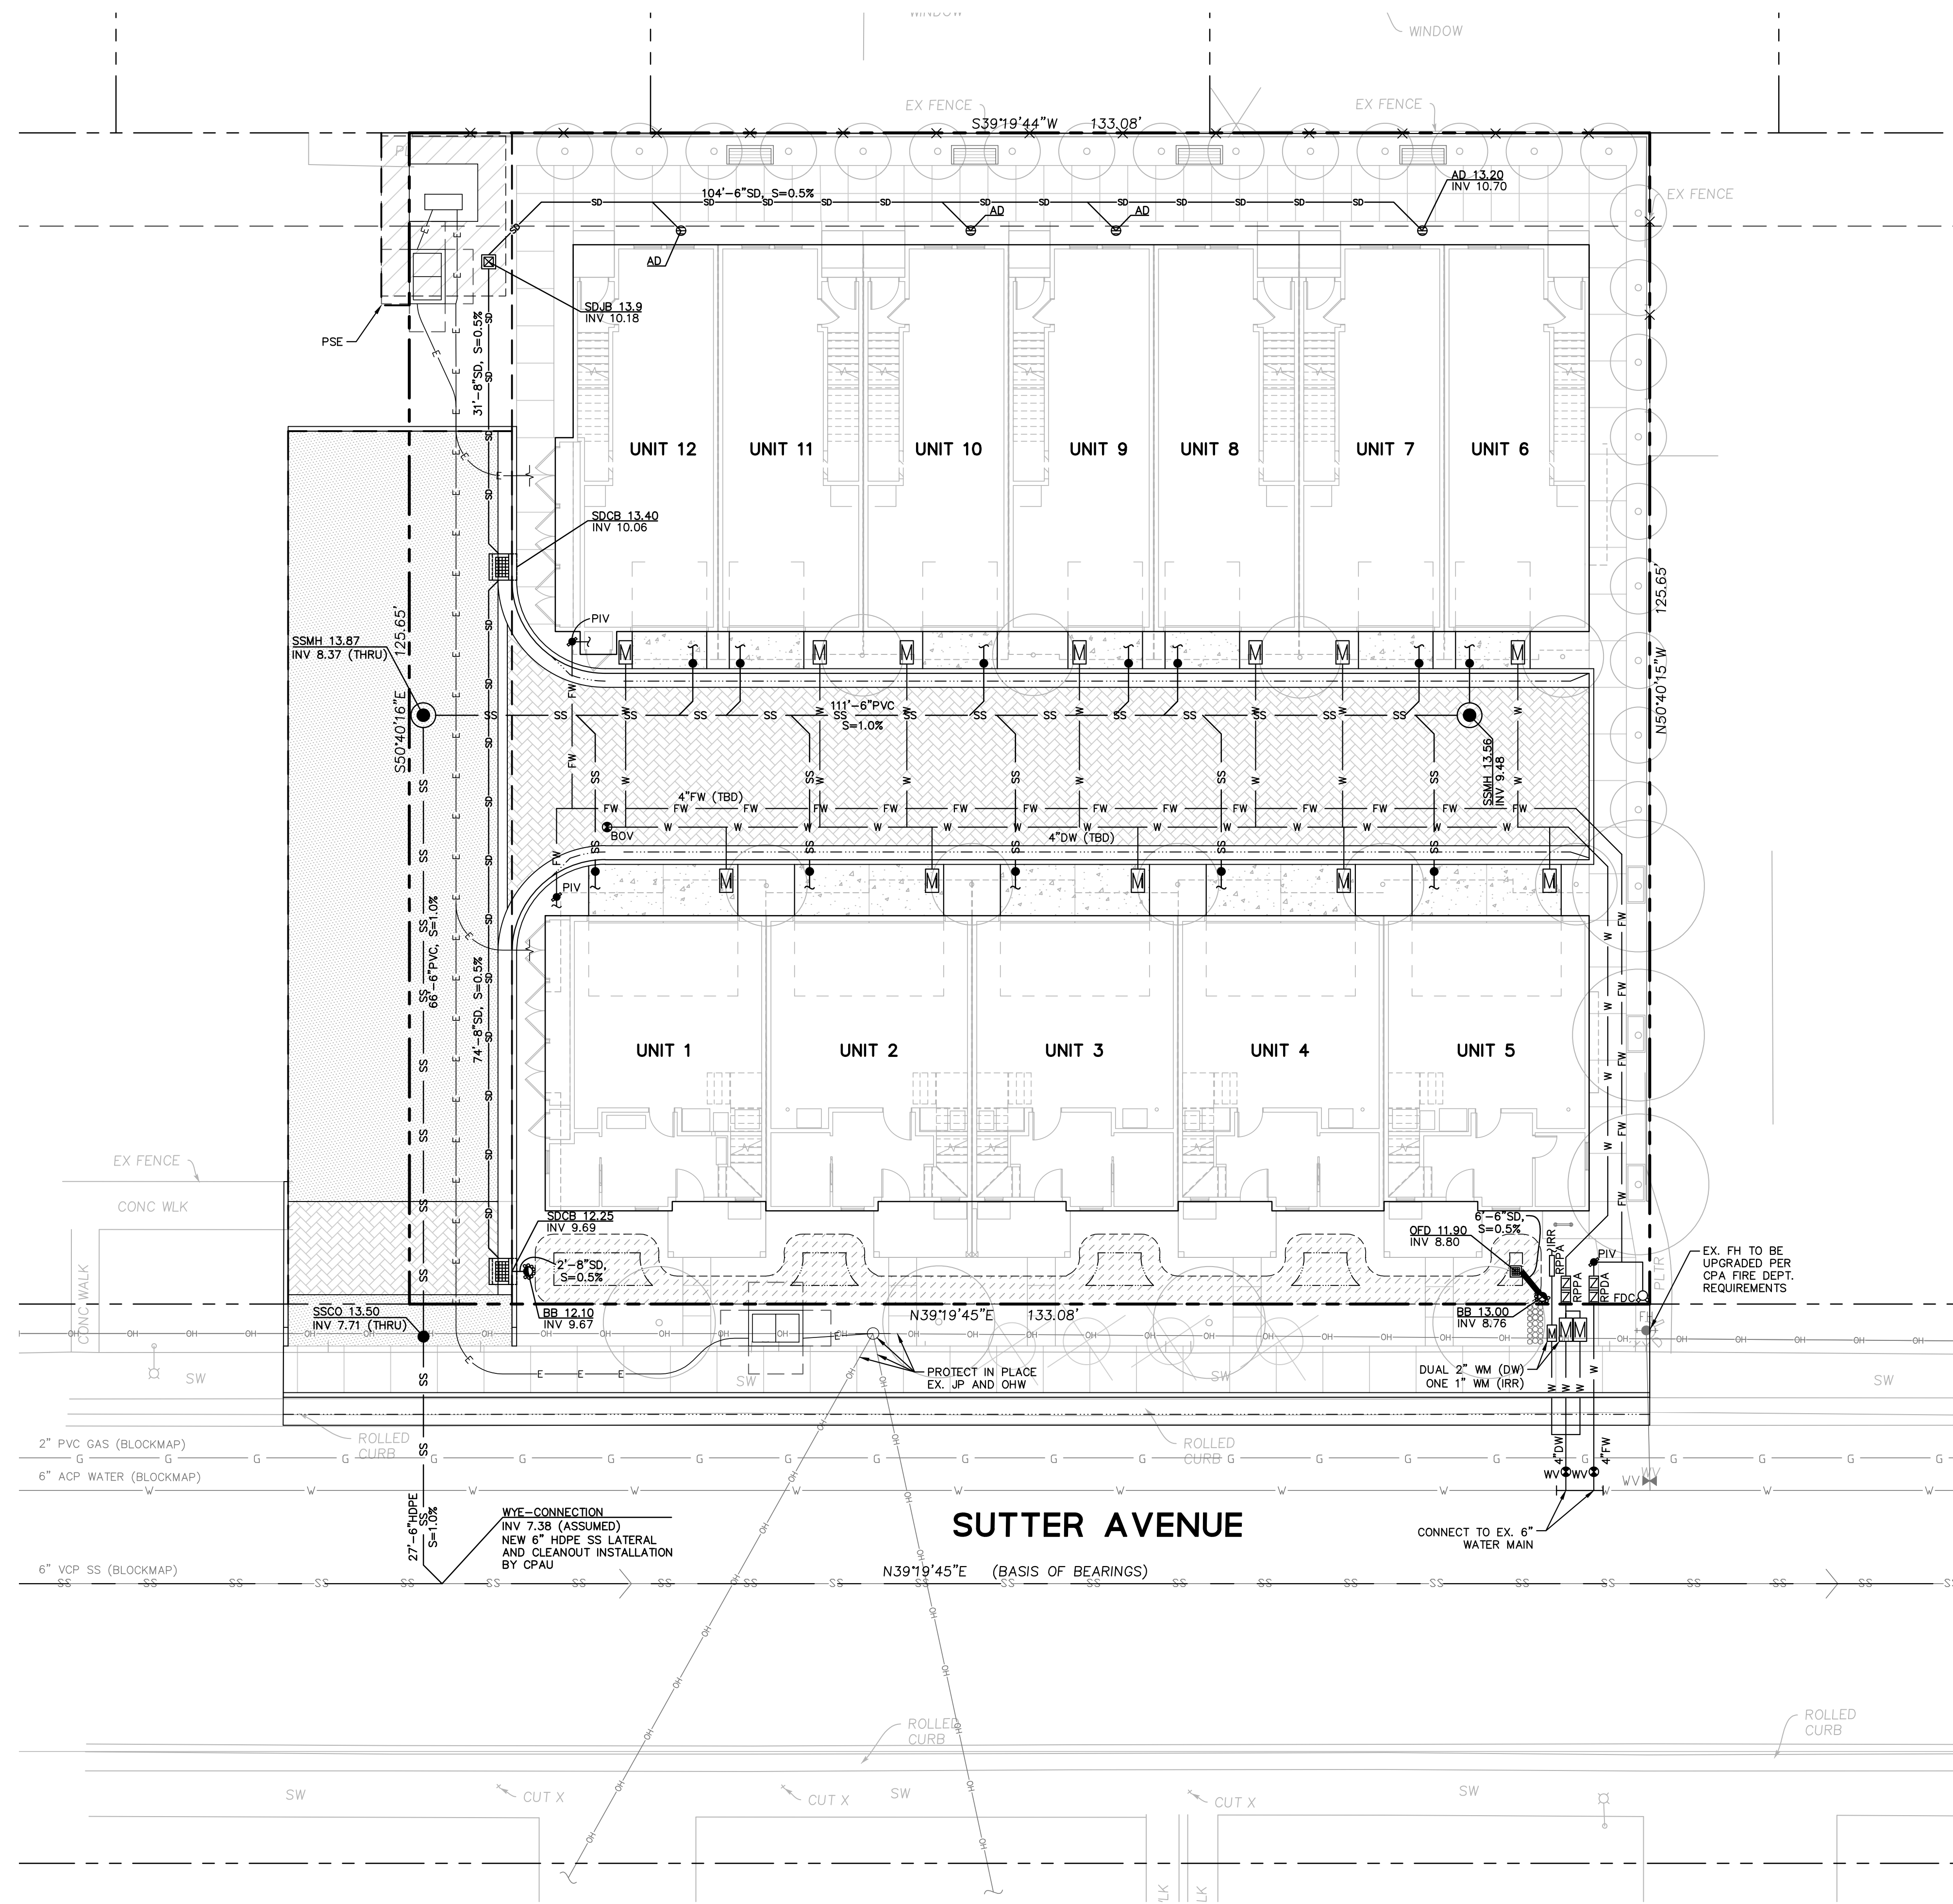 WINDOW
WINDOW
EX FENCE
EX FENCE
S39°19'44"W 133.08'
EX FENCE
104'-6"SD, S=0.5%
AD 13.20
INV 10.70
AD
AD
AD
SDJB 13.9
INV 10.18
PSE
31'-8"SD, S=0.5%
UNIT 12
UNIT 11
UNIT 10
UNIT 9
UNIT 8
UNIT 7
UNIT 6
SDCB 13.40
INV 10.06
SSMH 13.87
INV 8.37 (THRU)
S50°40'16"E 125.65'
N50°40'15"W 125.65'
PIV
111'-6"PVC
S=1.0%
SSMH 13.56
INV 9.48
4"FW (TBD)
BOV
4"DW (TBD)
PIV
66'-6"PVC, S=1.0%
74'-8"SD, S=0.5%
UNIT 1
UNIT 2
UNIT 3
UNIT 4
UNIT 5
EX FENCE
CONC WLK
CONC WALK
SDCB 12.25
INV 9.69
2'-8"SD,
S=0.5%
6'-6"SD,
S=0.5%
OFD 11.90
INV 8.80
IRR
RPPA
RPPA
RPDA
PIV
FDC
PLTR
EX. FH TO BE
UPGRADED PER
CPA FIRE DEPT.
REQUIREMENTS
SSCO 13.50
INV 7.71 (THRU)
BB 12.10
INV 9.67
N39°19'45"E 133.08'
BB 13.00
INV 8.76
PROTECT IN PLACE
EX. JP AND OHW
DUAL 2" WM (DW)
ONE 1" WM (IRR)
SW
SW
SW
SW
ROLLED
CURB
ROLLED
CURB
2" PVC GAS (BLOCKMAP)
6" ACP WATER (BLOCKMAP)
4"DW
4"FW
WV
WV
WV
WV
27'-6"HDPE
S=1.0%
WYE-CONNECTION
INV 7.38 (ASSUMED)
NEW 6" HDPE SS LATERAL
AND CLEANOUT INSTALLATION
BY CPAU
SUTTER AVENUE
CONNECT TO EX. 6"
WATER MAIN
6" VCP SS (BLOCKMAP)
N39°19'45"E (BASIS OF BEARINGS)
ROLLED
CURB
ROLLED
CURB
SW
CUT X
CUT X
SW
CUT X
SW